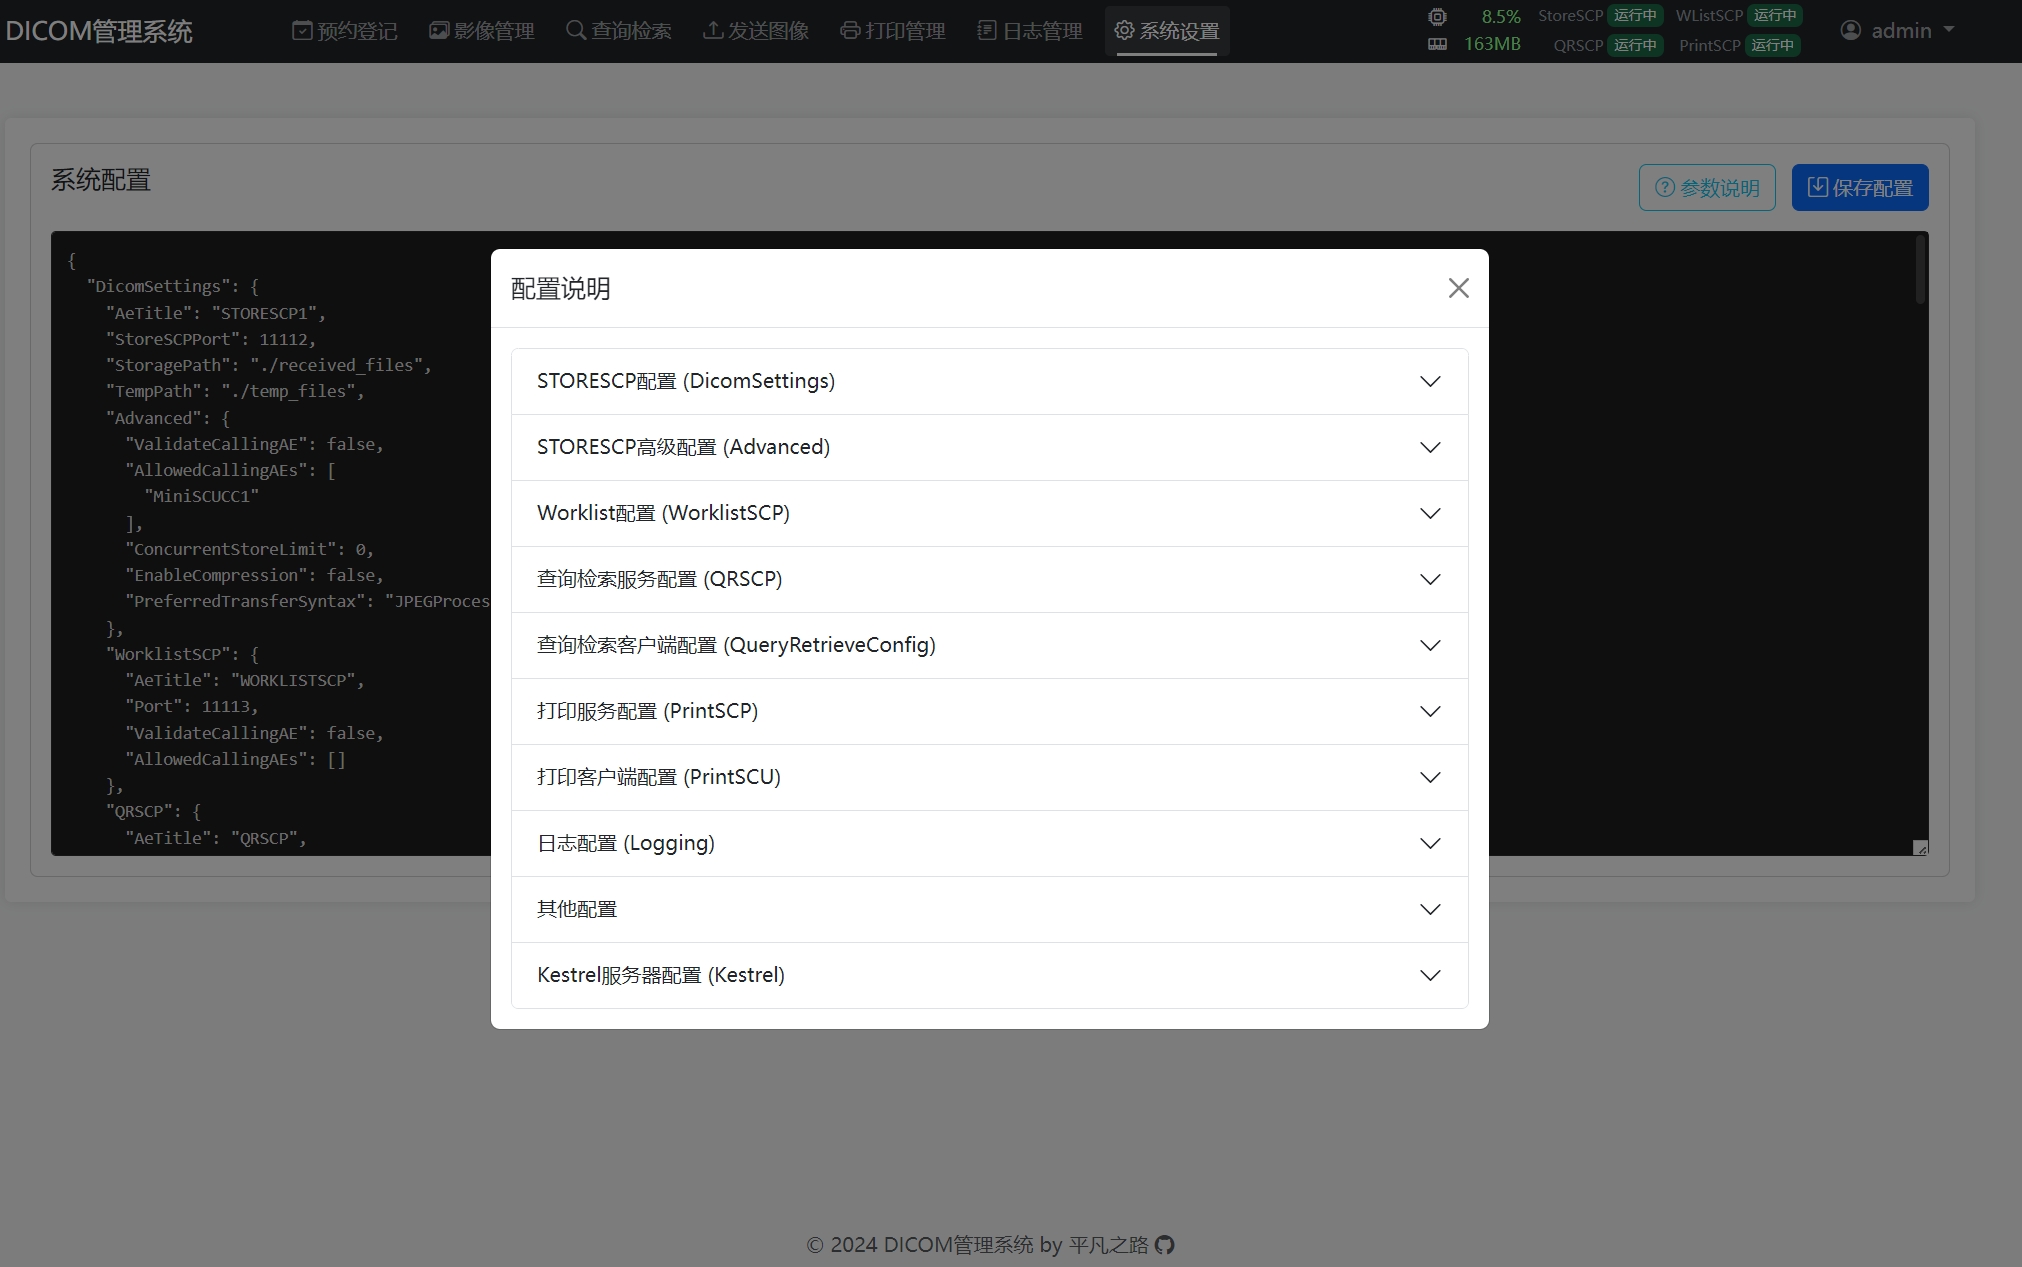 DICOM管理系统
预约登记
影像管理
查询检索
发送图像
打印管理
日志管理
系统设置
8.5%
163MB
StoreSCP 运行中
WListSCP 运行中
QRSCP 运行中
PrintSCP 运行中
admin
系统配置
参数说明
保存配置
{
"DicomSettings": {
"AeTitle": "STORESCP1",
"StoreSCPPort": 11112,
"StoragePath": "./received_files",
"TempPath": "./temp_files",
"Advanced": {
"ValidateCallingAE": false,
"AllowedCallingAEs": [
"MiniSCUCC1"
],
"ConcurrentStoreLimit": 0,
"EnableCompression": false,
"PreferredTransferSyntax": "JPEGProces
},
"WorklistSCP": {
"AeTitle": "WORKLISTSCP",
"Port": 11113,
"ValidateCallingAE": false,
"AllowedCallingAEs": []
},
"QRSCP": {
"AeTitle": "QRSCP",
配置说明
STORESCP配置 (DicomSettings)
STORESCP高级配置 (Advanced)
Worklist配置 (WorklistSCP)
查询检索服务配置 (QRSCP)
查询检索客户端配置 (QueryRetrieveConfig)
打印服务配置 (PrintSCP)
打印客户端配置 (PrintSCU)
日志配置 (Logging)
其他配置
Kestrel服务器配置 (Kestrel)
© 2024 DICOM管理系统 by 平凡之路